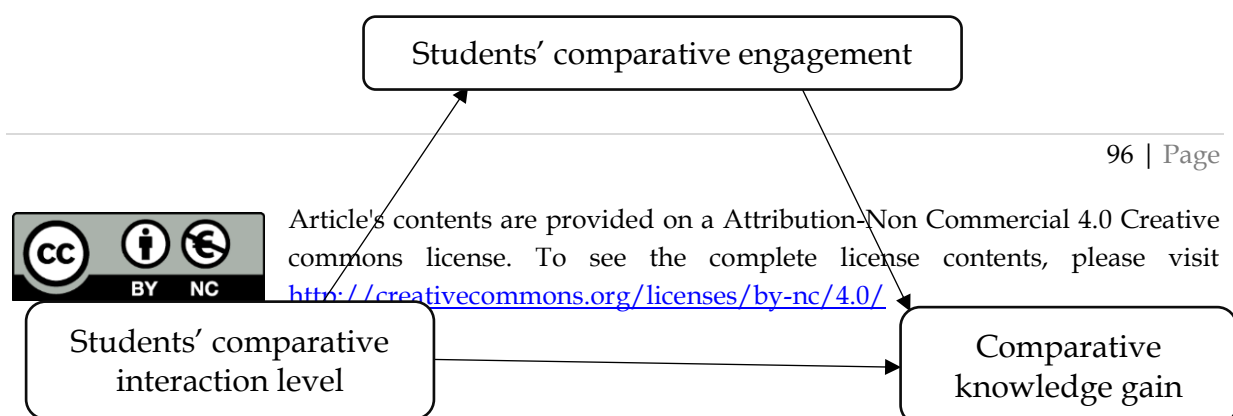 Students’ comparative engagement
96 | Page
Article's contents are provided on a Attribution-Non Commercial 4.0 Creative
commons license. To see the complete license contents, please visit
http://creativecommons.org/licenses/by-nc/4.0/
cc
BY NC
Students’ comparative
interaction level
Comparative
knowledge gain